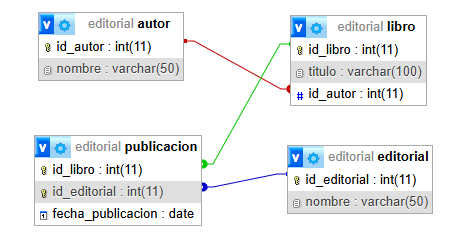 editorial autor
id_autor : int(11)
nombre : varchar(50)
editorial libro
id_libro : int(11)
titulo : varchar(100)
# id_autor : int(11)
editorial publicacion
id_libro : int(11)
id_editorial : int(11)
fecha_publicacion : date
editorial editorial
id_editorial : int(11)
nombre : varchar(50)